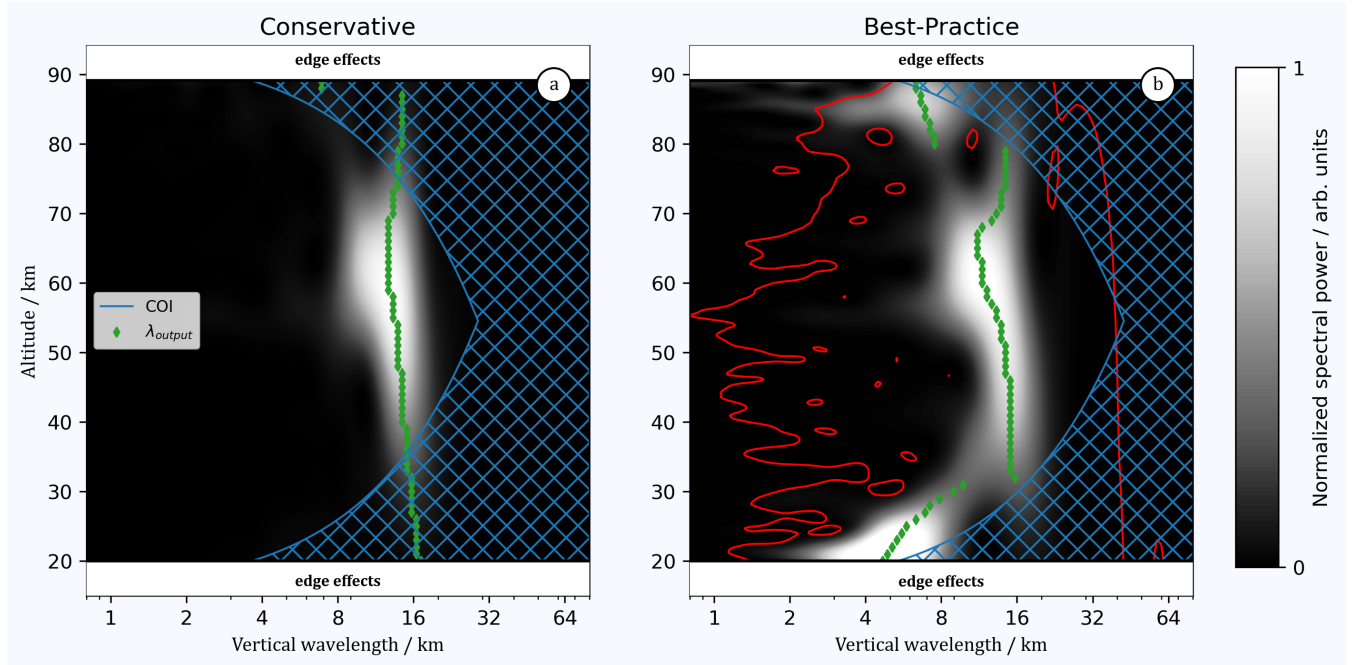 Conservative
Best-Practice
edge effects
edge effects
a
b
90
80
70
60
50
40
30
20
Altitude / km
COI
λoutput
edge effects
1
2
4
8
16
32
64
Vertical wavelength / km
90
80
70
60
50
40
30
20
edge effects
1
2
4
8
16
32
64
Vertical wavelength / km
1
0
Normalized spectral power / arb. units